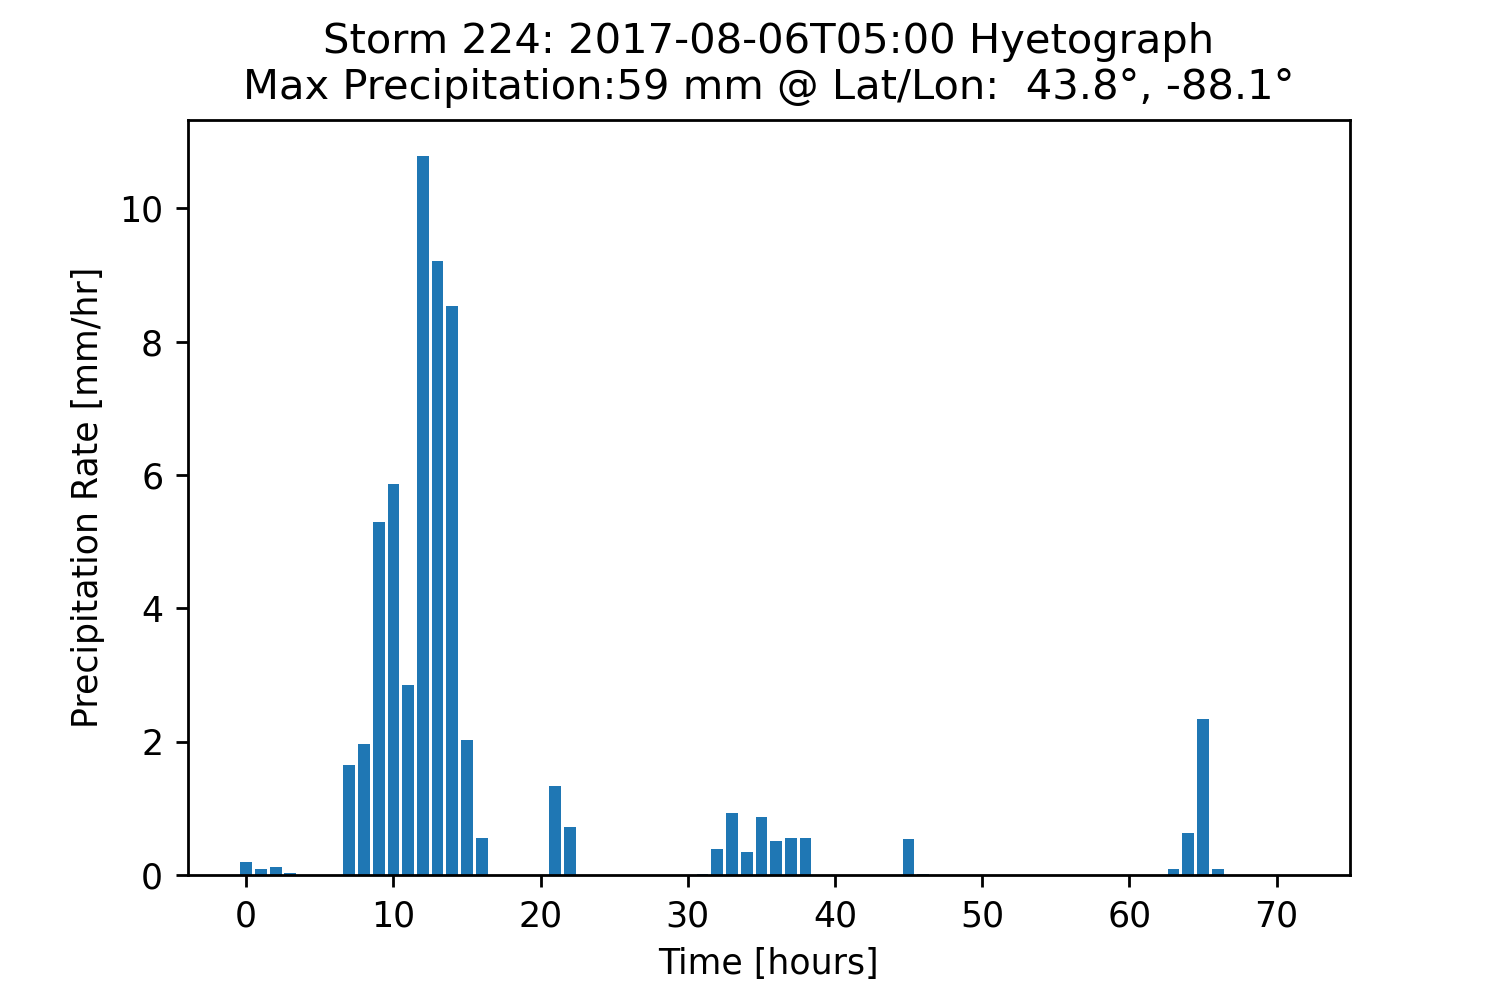 Storm 224: 2017-08-06T05:00 Hyetograph
Max Precipitation:59 mm @ Lat/Lon:  43.8°, -88.1°
Precipitation Rate [mm/hr]
10
8
6
4
2
0
0 10 20 30 40 50 60 70
Time [hours]